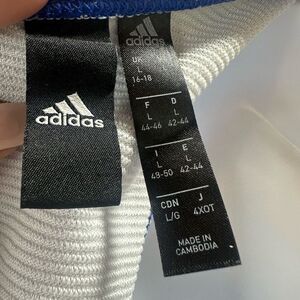 adidas
adidas
UK
L
16-18
F D
L L
44-46 42-44
I E
L L
48-50 42-44
CDN J
L/G 4XOT
MADE IN
CAMBODIA